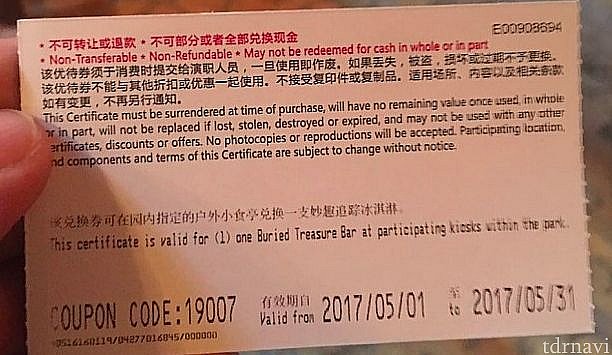 E00908694
* 不可转让或退款 * 不可部分或者全部兑换现金
* Non-Transferable * Non-Refundable * May not be redeemed for cash in whole or in part
该优待券须于消费时提交给演职人员，一旦使用即作废。如果丢失，被盗，损坏或过期不予更换。
该优待券不能与其他折扣或优惠一起使用。不接受复印件或复制品。适用场所、内容以及相关条款
如有变更，不再另行通知。
This Certificate must be surrendered at time of purchase, will have no remaining value once used, in whole
or in part, will not be replaced if lost, stolen, destroyed or expired, and may not be used with any other
ertificates, discounts or offers. No photocopies or reproductions will be accepted. Participating location,
nd components and terms of this Certificate are subject to change without notice.
该兑换券可在园内指定的户外小食亭兑换一支妙趣追踪冰淇淋。
This certificate is valid for (1) one Buried Treasure Bar at participating kiosks within the park.
COUPON CODE:19007 有效期自 Valid from 2017/05/01 至 to 2017/05/31
0516160119/04277016045/000000
tdrnavi